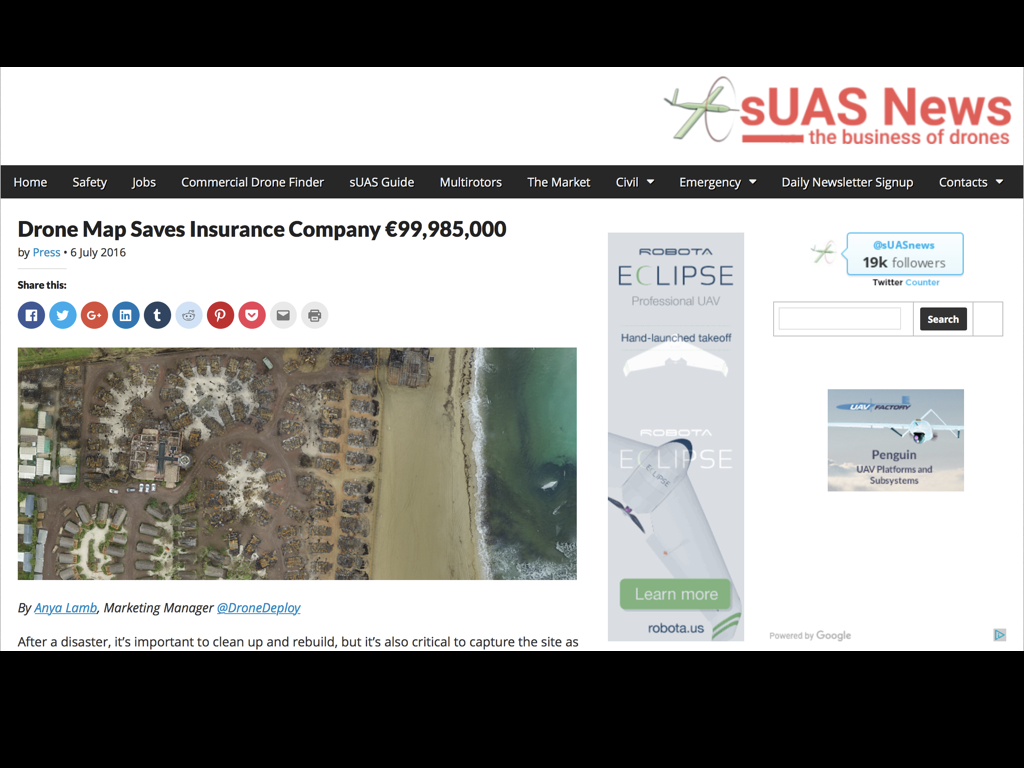 sUAS News
the business of drones
Home Safety Jobs Commercial Drone Finder sUAS Guide Multirotors The Market Civil Emergency Daily Newsletter Signup Contacts
Drone Map Saves Insurance Company €99,985,000
by Press • 6 July 2016
Share this:
By Anya Lamb, Marketing Manager @DroneDeploy
After a disaster, it's important to clean up and rebuild, but it's also critical to capture the site as
ROBOTA
ECLIPSE
Professional UAV
Hand-launched takeoff
ROBOTA
ECLIPSE
ECLIPSE
Learn more
robota.us
@sUASnews
19k followers
Twitter Counter
Search
UAV FACTORY
Penguin
UAV Platforms and
Subsystems
Powered by Google